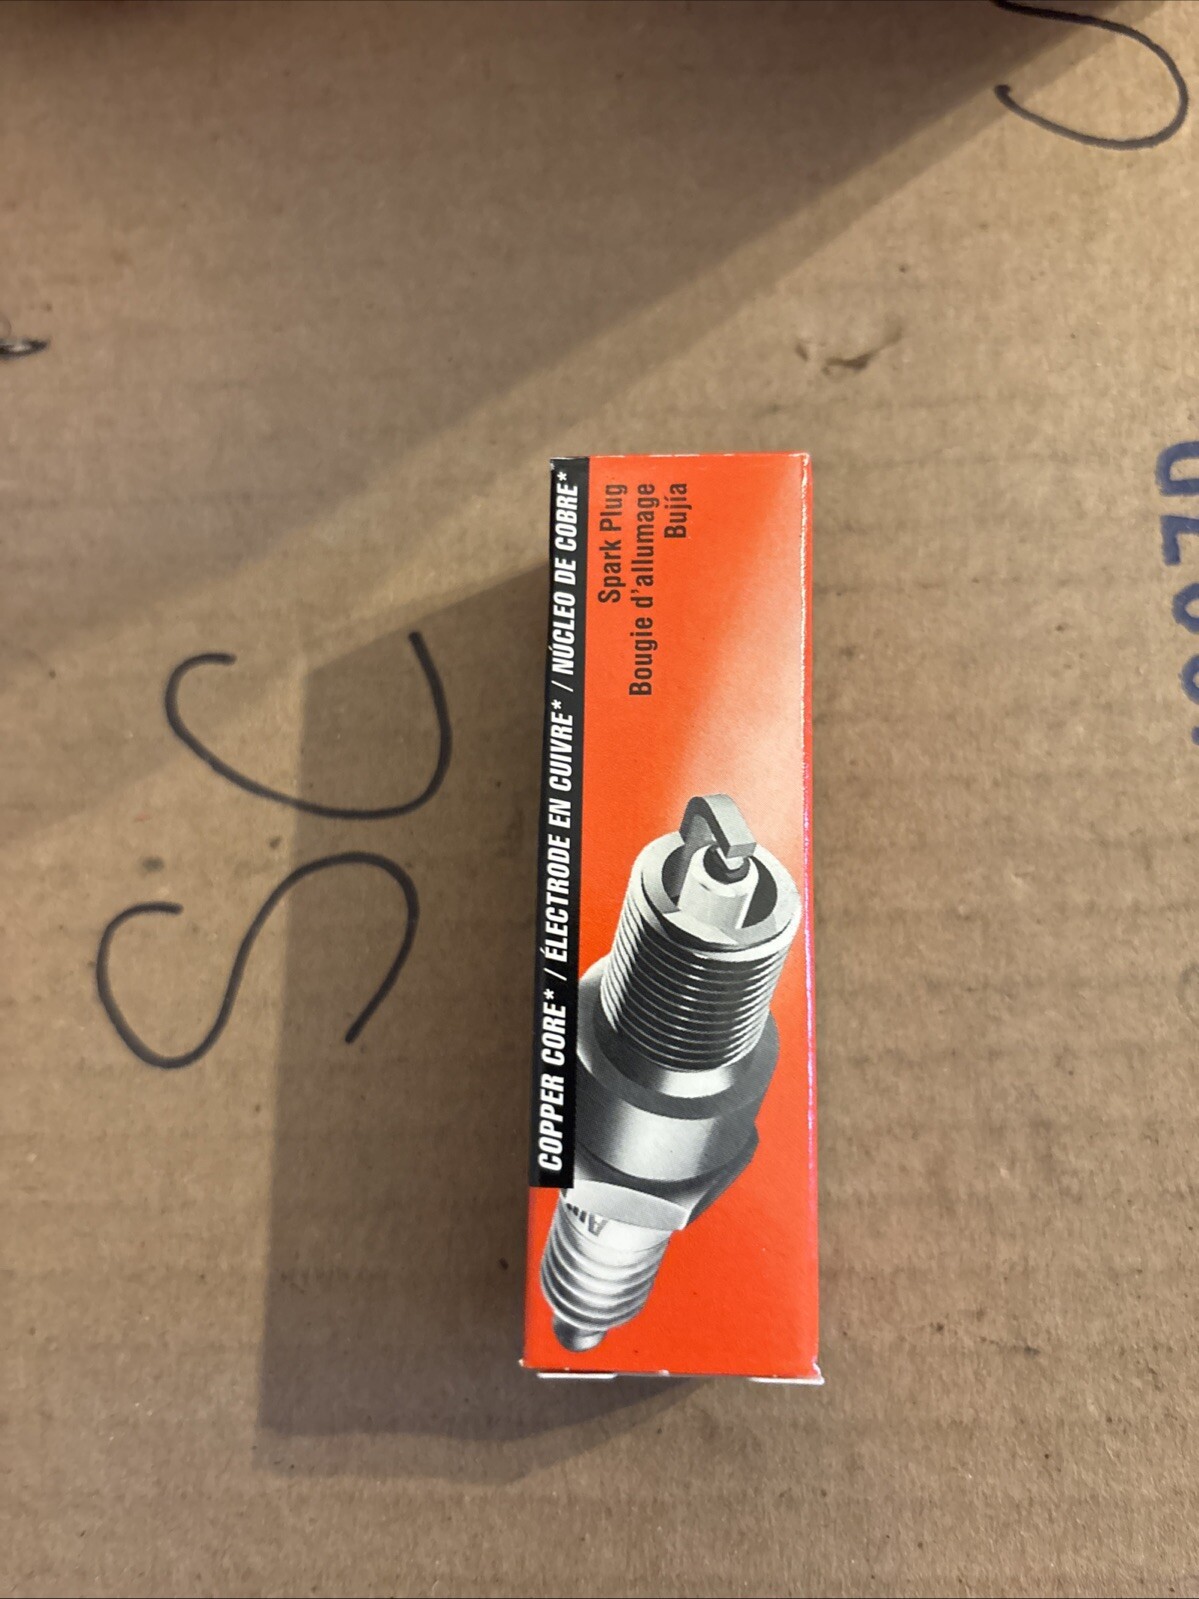 COPPER CORE* / ÉLECTRODE EN CUIVRE* / NÚCLEO DE COBRE*
Spark Plug
Bougie d'allumage
Bujía
SC